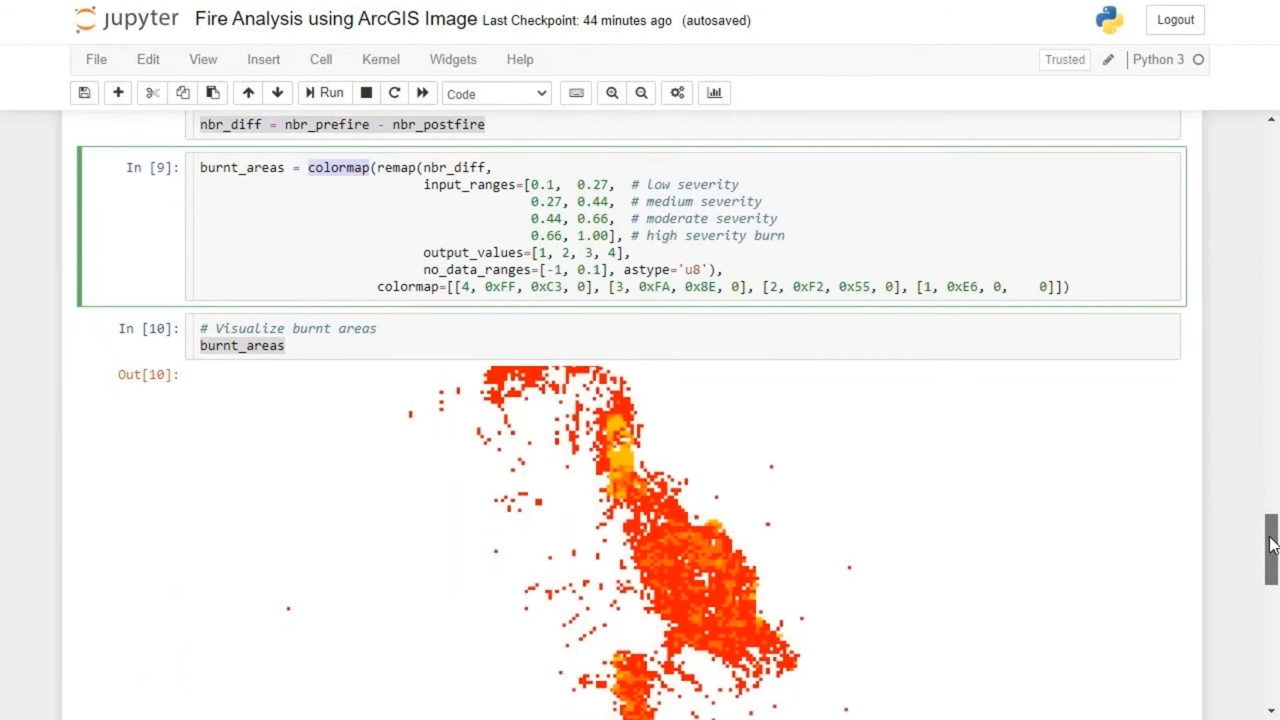 jupyter Fire Analysis using ArcGIS Image Last Checkpoint: 44 minutes ago (autosaved) Logout
File Edit View Insert Cell Kernel Widgets Help Trusted Python 3
Run Code
nbr_diff = nbr_prefire - nbr_postfire
In [9]: burnt_areas = colormap(remap(nbr_diff,
input_ranges=[0.1, 0.27, # low severity
0.27, 0.44, # medium severity
0.44, 0.66, # moderate severity
0.66, 1.00], # high severity burn
output_values=[1, 2, 3, 4],
no_data_ranges=[-1, 0.1], astype='u8'),
colormap=[[4, 0xFF, 0xC3, 0], [3, 0xFA, 0x8E, 0], [2, 0xF2, 0x55, 0], [1, 0xE6, 0, 0]])
In [10]: # Visualize burnt areas
burnt_areas
Out[10]: